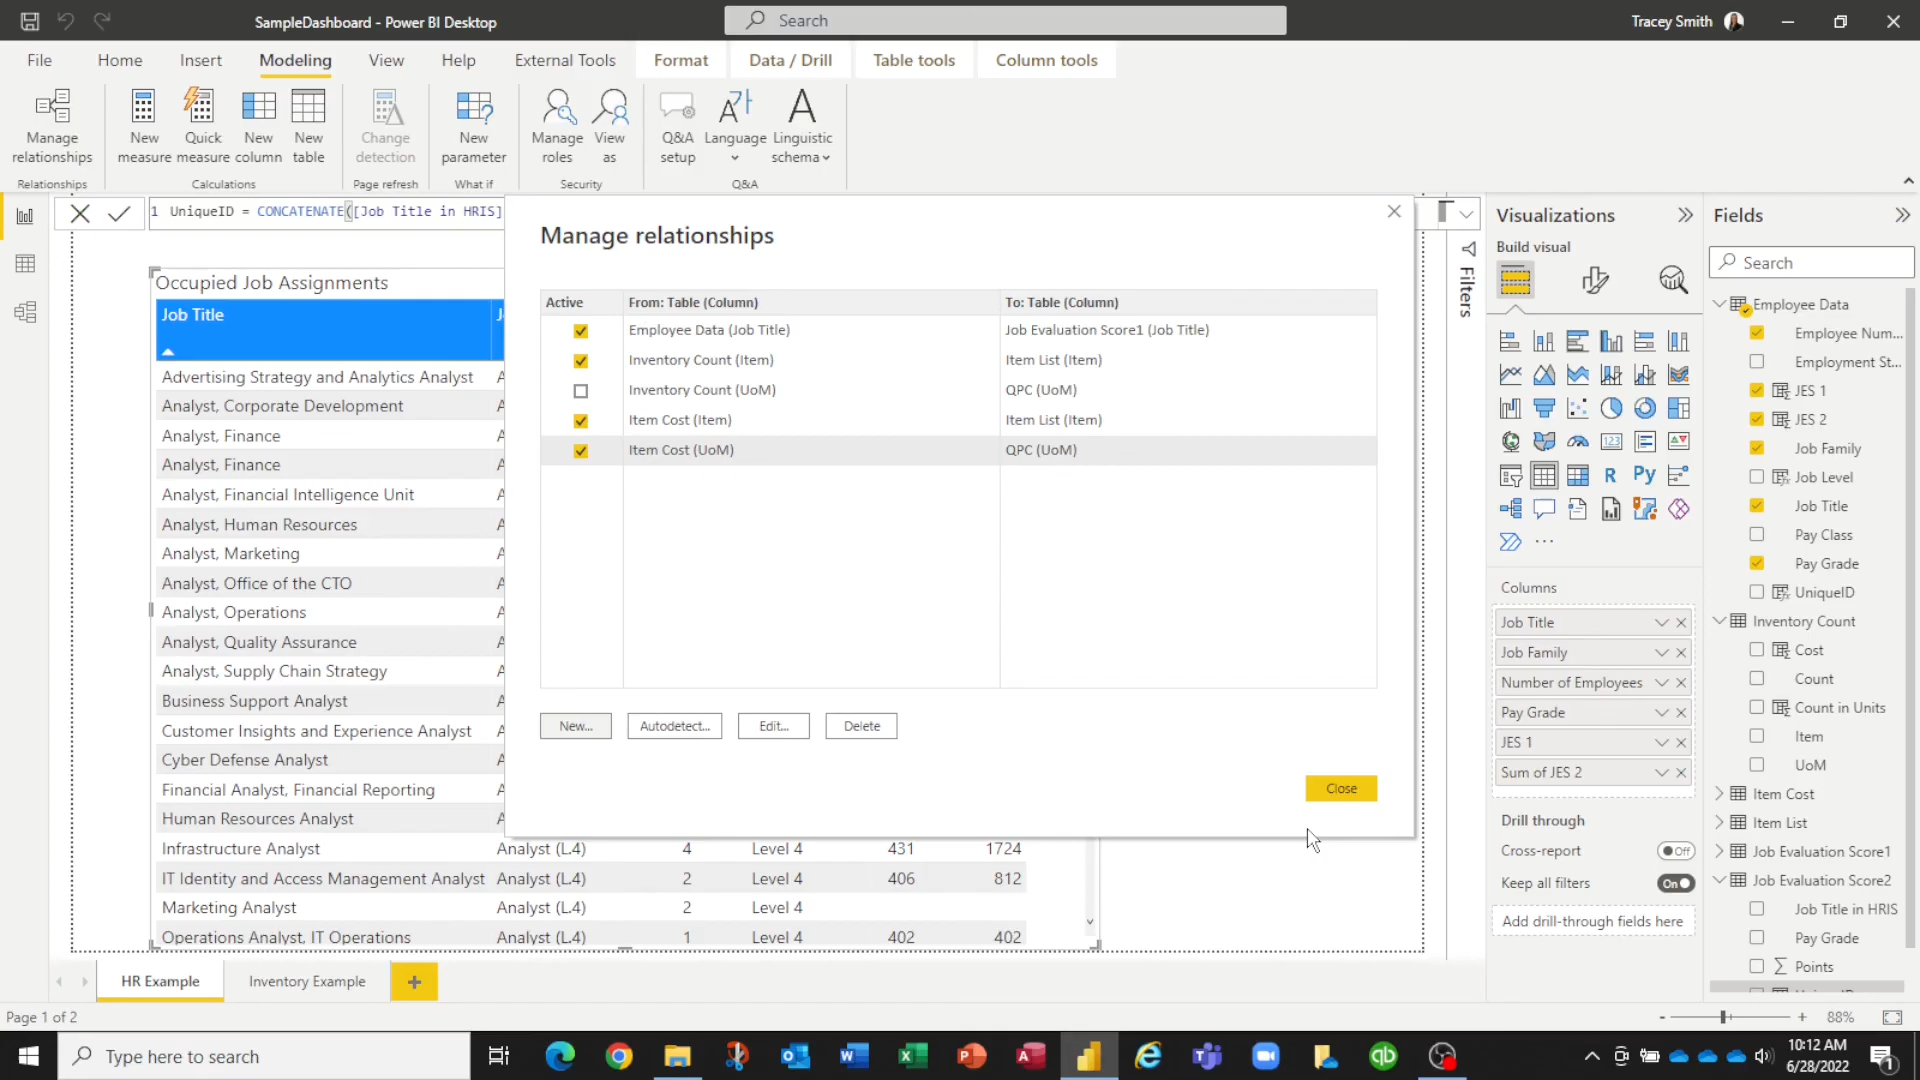 SampleDashboard - Power BI Desktop
Search
Tracey Smith
File Home Insert Modeling View Help External Tools Format Data / Drill Table tools Column tools
Manage relationships
New measure
Quick measure
New column
New table
Change detection
New parameter
Manage roles
View as
Q&A setup
Language
Linguistic schema
Relationships
Calculations
Page refresh
What if
Security
Q&A
1 UniqueID = CONCATENATE([Job Title in HRIS]
Occupied Job Assignments
Job Title
Advertising Strategy and Analytics Analyst
Analyst, Corporate Development
Analyst, Finance
Analyst, Finance
Analyst, Financial Intelligence Unit
Analyst, Human Resources
Analyst, Marketing
Analyst, Office of the CTO
Analyst, Operations
Analyst, Quality Assurance
Analyst, Supply Chain Strategy
Business Support Analyst
Customer Insights and Experience Analyst
Cyber Defense Analyst
Financial Analyst, Financial Reporting
Human Resources Analyst
Infrastructure Analyst Analyst (L4) 4 Level 4 431 1724
IT Identity and Access Management Analyst Analyst (L4) 2 Level 4 406 812
Marketing Analyst Analyst (L4) 2 Level 4
Operations Analyst, IT Operations Analyst (L4) 1 Level 4 402 402
Manage relationships
Active From: Table (Column) To: Table (Column)
Employee Data (Job Title) Job Evaluation Score1 (Job Title)
Inventory Count (Item) Item List (Item)
Inventory Count (UoM) QPC (UoM)
Item Cost (Item) Item List (Item)
Item Cost (UoM) QPC (UoM)
New... Autodetect... Edit... Delete
Close
Filters
Visualizations
Build visual
123
R Py
...
Columns
Job Title
Job Family
Number of Employees
Pay Grade
JES 1
Sum of JES 2
Drill through
Cross-report Off
Keep all filters On
Add drill-through fields here
Fields
Search
Employee Data
Employee Num...
Employment St...
JES 1
JES 2
Job Family
Job Level
Job Title
Pay Class
Pay Grade
UniqueID
Inventory Count
Cost
Count
Count in Units
Item
UoM
Item Cost
Item List
Job Evaluation Score1
Job Evaluation Score2
Job Title in HRIS
Pay Grade
Points
HR Example Inventory Example +
Page 1 of 2
- + 88%
Type here to search
10:12 AM
6/28/2022
1